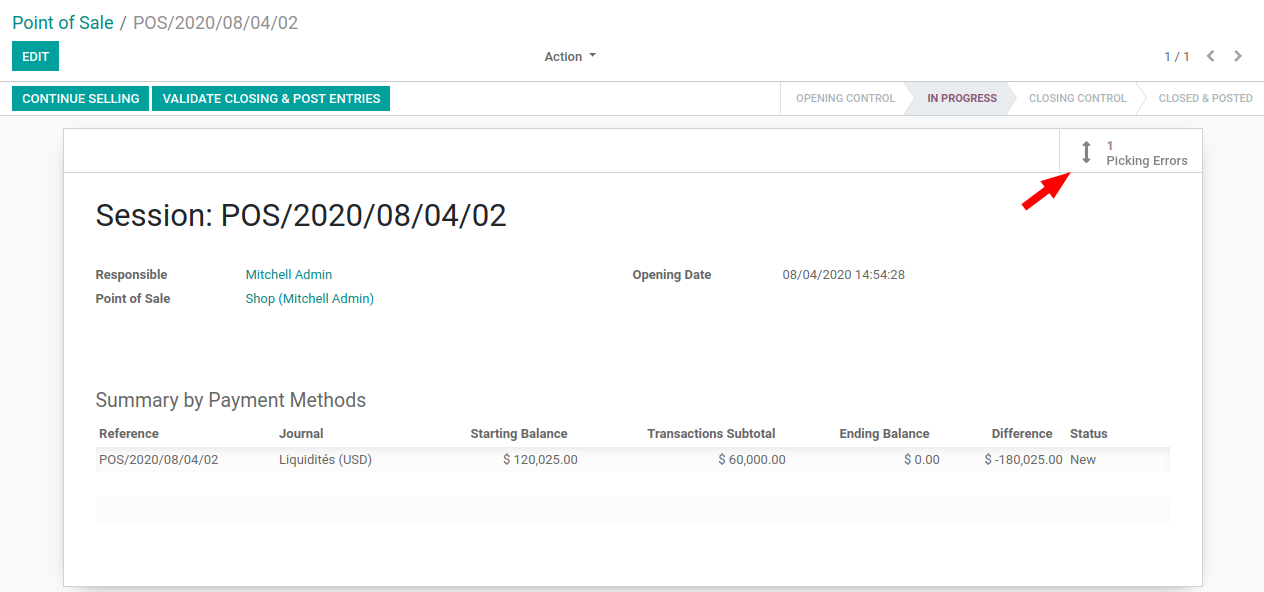 Point of Sale / POS/2020/08/04/02
EDIT
Action
1 / 1
CONTINUE SELLING
VALIDATE CLOSING & POST ENTRIES
OPENING CONTROL
IN PROGRESS
CLOSING CONTROL
CLOSED & POSTED
1
Picking Errors
Session: POS/2020/08/04/02
Responsible Mitchell Admin Opening Date 08/04/2020 14:54:28
Point of Sale Shop (Mitchell Admin)
Summary by Payment Methods
Reference Journal Starting Balance Transactions Subtotal Ending Balance Difference Status
POS/2020/08/04/02 Liquidités (USD) $ 120,025.00 $ 60,000.00 $ 0.00 $ -180,025.00 New